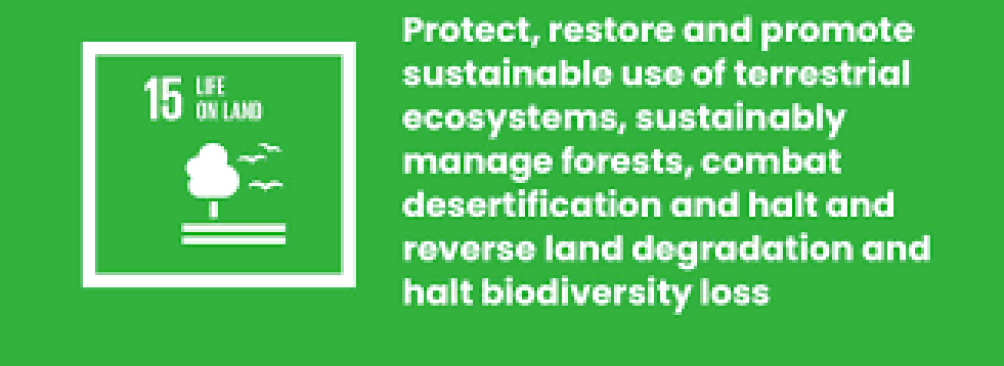 15 LIFE
ON LAND
Protect, restore and promote
sustainable use of terrestrial
ecosystems, sustainably
manage forests, combat
desertification and halt and
reverse land degradation and
halt biodiversity loss